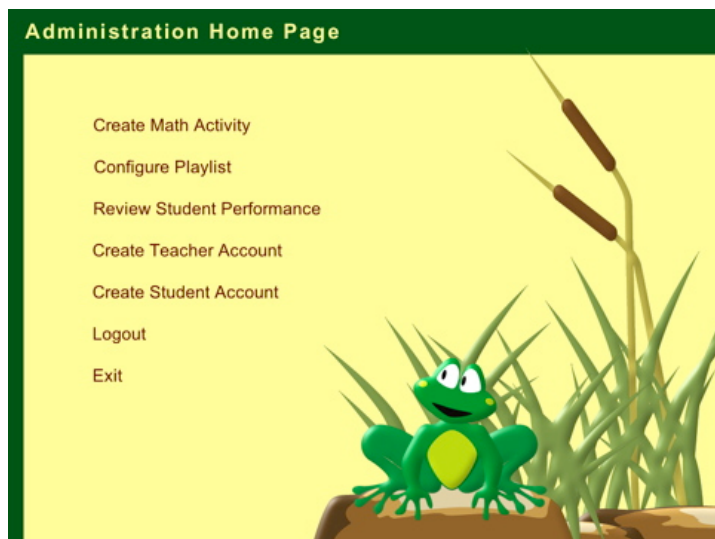 Administration Home Page
Create Math Activity
Configure Playlist
Review Student Performance
Create Teacher Account
Create Student Account
Logout
Exit